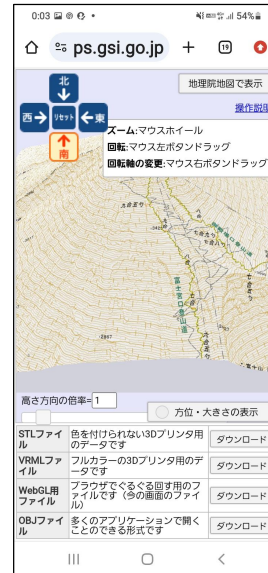 0:03
54%
ps.gsi.go.jp
19
北
西
リセット
東
南
地理院地図で表示
操作説明
ズーム:マウスホイール
回転:マウス左ボタンドラッグ
回転軸の変更:マウス右ボタンドラッグ
富士宮口登山道
高さ方向の倍率= 1
方位・大きさの表示
STLファイル 色を付けられない3Dプリンタ用のデータです ダウンロード
VRMLファイル フルカラーの3Dプリンタ用のデータです ダウンロード
WebGL用ファイル ブラウザでぐるぐる回す用のファイルです（今の画面のファイル） ダウンロード
OBJファイル 多くのアプリケーションで開くことのできる形式です ダウンロード